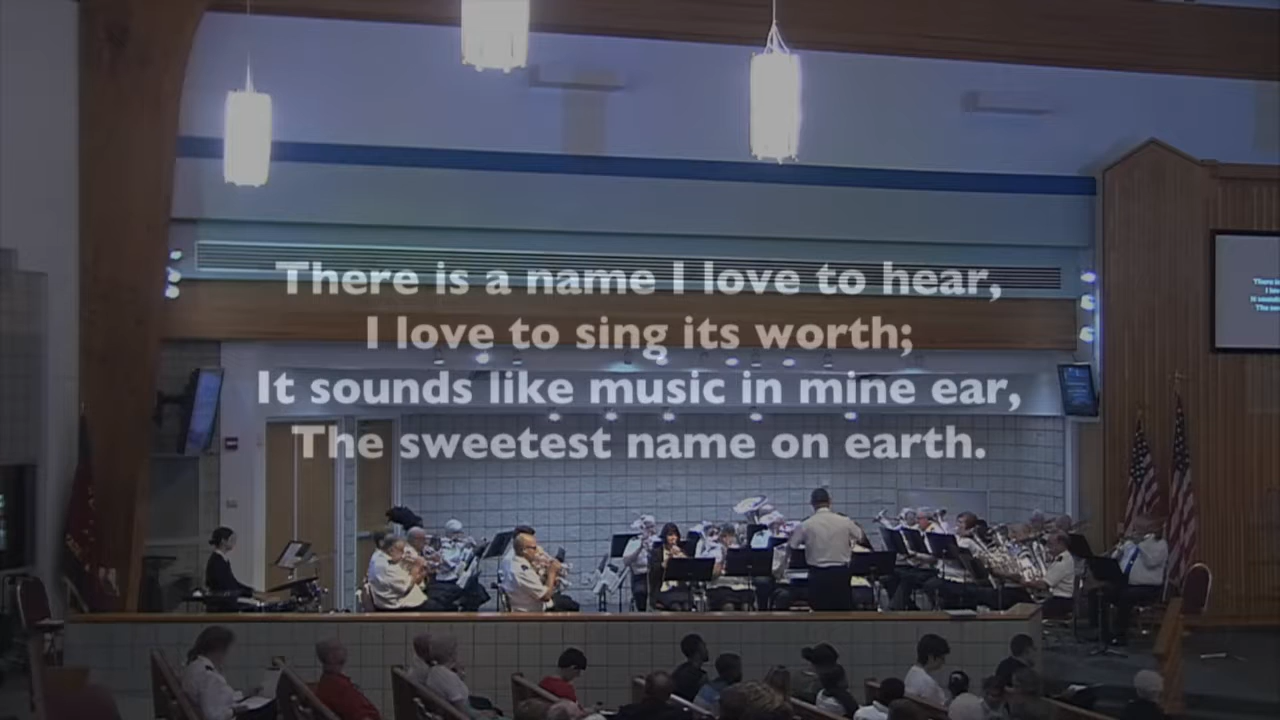 There is a name I love to hear,
I love to sing its worth;
It sounds like music in mine ear,
The sweetest name on earth.